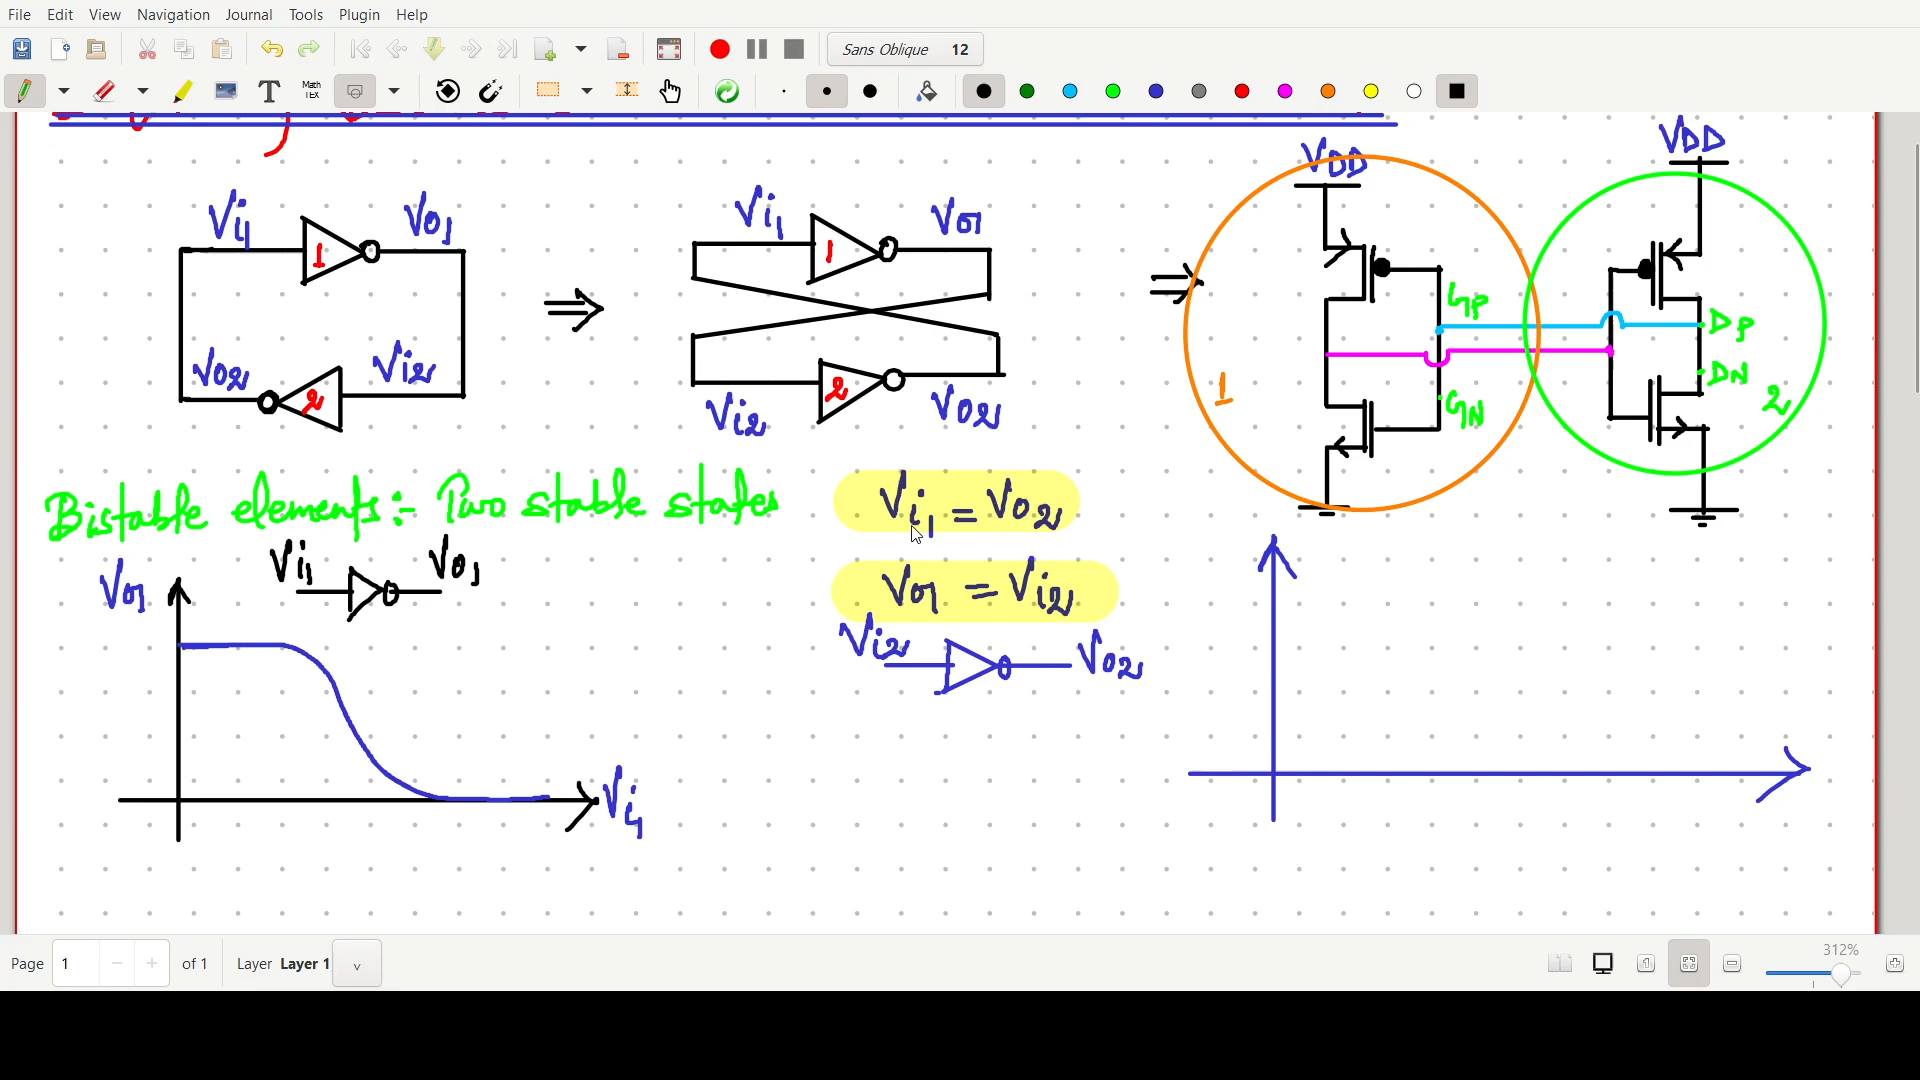 File Edit View Navigation Journal Tools Plugin Help
Sans Oblique 12
Math TEX
VDD VDD
Vi1 Vo1 Vi1 Vo1
1 1
GP DP
Vo2 Vi2 DN
2 2 1 GN 2
Vi2 Vo2
Bistable elements:- Two stable states Vi1 = Vo2
Vi1 Vo1
Vo1 Vo1 = Vi2
Vi2 Vo2
Vi1
Page 1 of 1 Layer Layer 1 312%